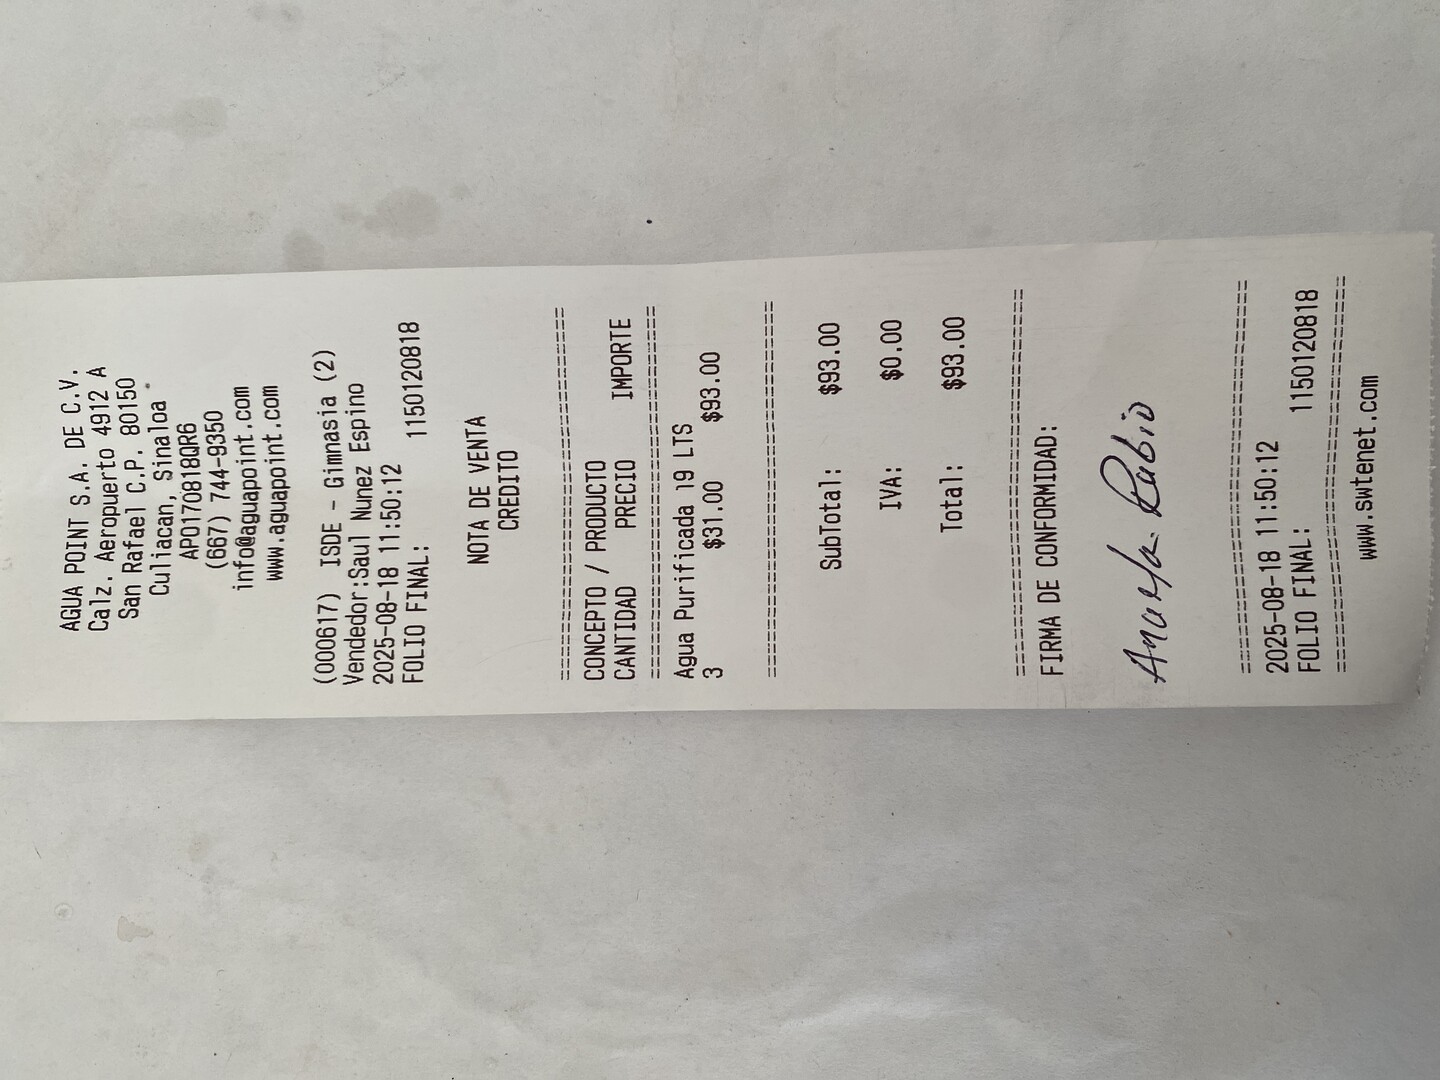 AGUA POINT S.A. DE C.V.
Calz. Aeropuerto 4912 A
San Rafael C.P. 80150
Culiacan, Sinaloa
APO170818QR6
(667) 744-9350
info@aguapoint.com
www.aguapoint.com
(000617) ISDE - Gimnasia (2)
Vendedor:Saul Nunez Espino
2025-08-18 11:50:12
FOLIO FINAL: 1150120818
NOTA DE VENTA
CREDITO
==============================
CONCEPTO / PRODUCTO
CANTIDAD PRECIO IMPORTE
==============================
Agua Purificada 19 LTS
3 $31.00 $93.00
==============================
SubTotal: $93.00
IVA: $0.00
Total: $93.00
==============================
FIRMA DE CONFORMIDAD:
Rubio
==============================
2025-08-18 11:50:12
FOLIO FINAL: 1150120818
==============================
www.swtenet.com